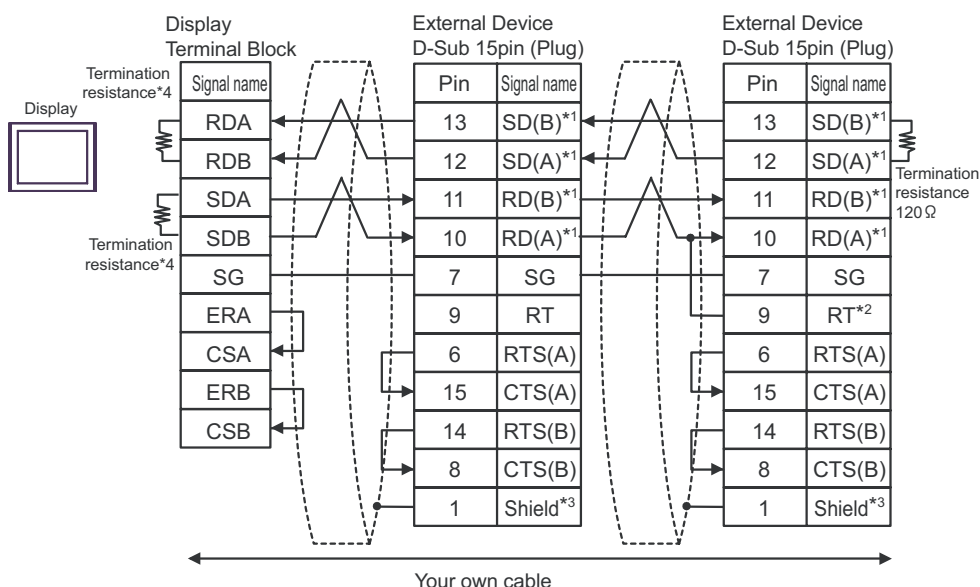 Display
Terminal Block
External Device
D-Sub 15pin (Plug)
External Device
D-Sub 15pin (Plug)
Termination
resistance*4
Display
Termination
resistance*4
Signal name
RDA
RDB
SDA
SDB
SG
ERA
CSA
ERB
CSB
Pin Signal name
13 SD(B)*1
12 SD(A)*1
11 RD(B)*1
10 RD(A)*1
7 SG
9 RT
6 RTS(A)
15 CTS(A)
14 RTS(B)
8 CTS(B)
1 Shield*3
Pin Signal name
13 SD(B)*1
12 SD(A)*1
11 RD(B)*1
10 RD(A)*1
7 SG
9 RT*2
6 RTS(A)
15 CTS(A)
14 RTS(B)
8 CTS(B)
1 Shield*3
Termination
resistance
120Ω
Your own cable